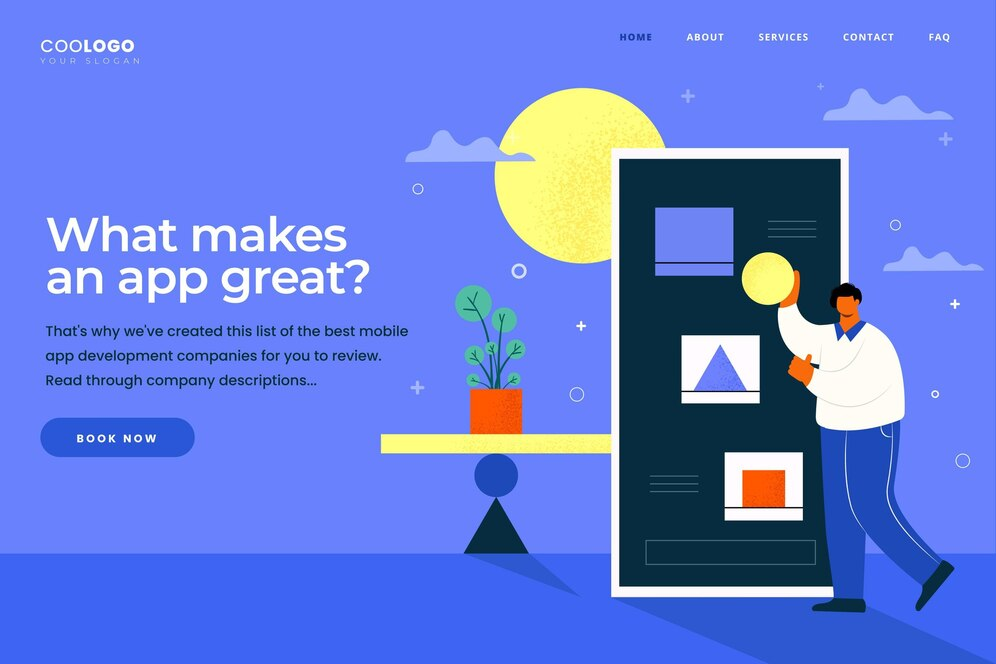 COOLOGO
YOUR SLOGAN
HOME ABOUT SERVICES CONTACT FAQ
What makes
an app great?
That's why we've created this list of the best mobile
app development companies for you to review.
Read through company descriptions...
BOOK NOW